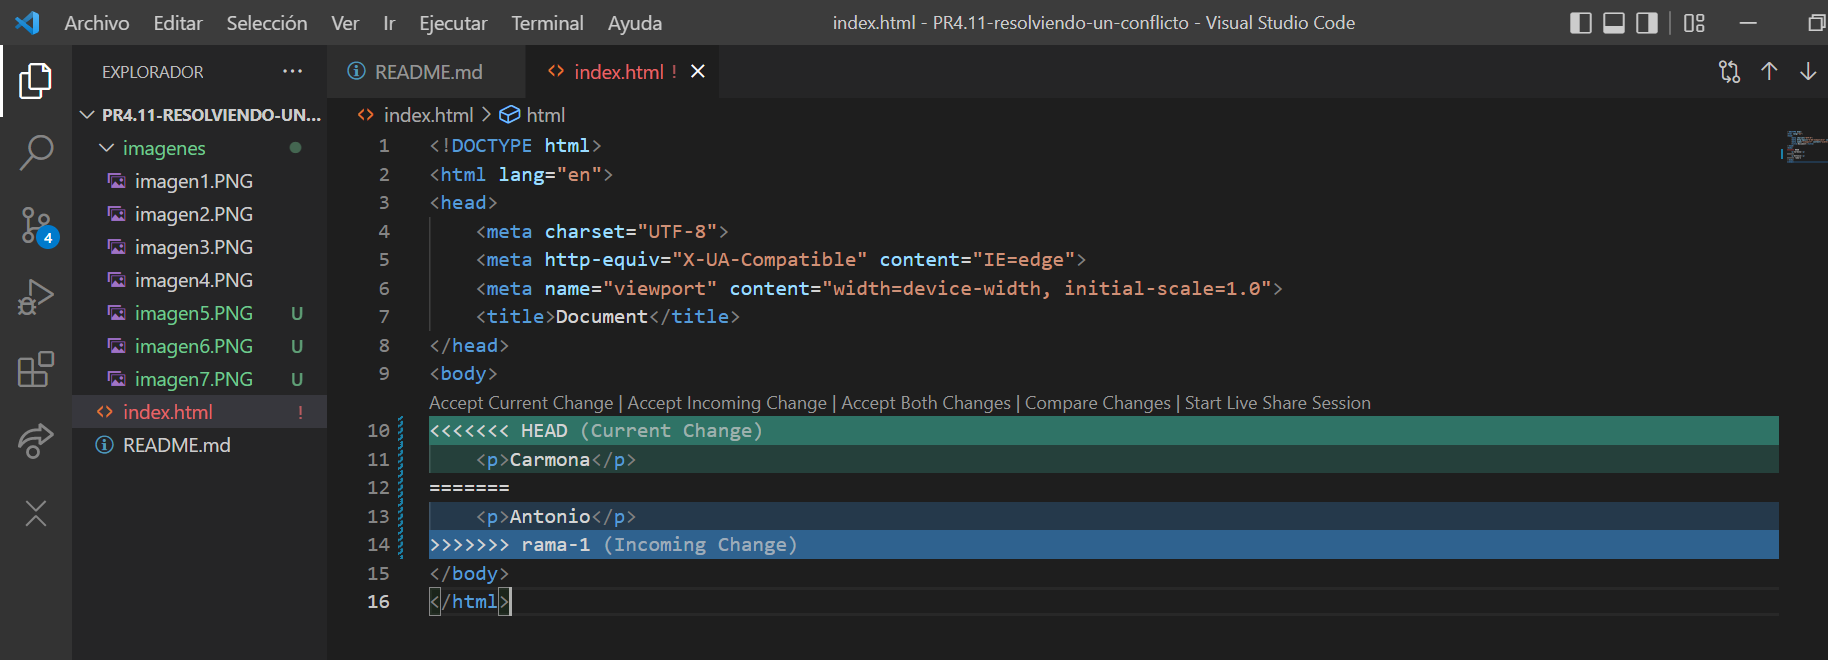 Archivo Editar Selección Ver Ir Ejecutar Terminal Ayuda index.html - PR4.11-resolviendo-un-conflicto - Visual Studio Code
EXPLORADOR ...
PR4.11-RESOLVIENDO-UN...
imagenes
imagen1.PNG
imagen2.PNG
imagen3.PNG
imagen4.PNG
imagen5.PNG U
imagen6.PNG U
imagen7.PNG U
index.html !
README.md
4
README.md index.html !
index.html > html
1 <!DOCTYPE html>
2 <html lang="en">
3 <head>
4 <meta charset="UTF-8">
5 <meta http-equiv="X-UA-Compatible" content="IE=edge">
6 <meta name="viewport" content="width=device-width, initial-scale=1.0">
7 <title>Document</title>
8 </head>
9 <body>
Accept Current Change | Accept Incoming Change | Accept Both Changes | Compare Changes | Start Live Share Session
10 <<<<<<< HEAD (Current Change)
11 <p>Carmona</p>
12 =======
13 <p>Antonio</p>
14 >>>>>>> rama-1 (Incoming Change)
15 </body>
16 </html>